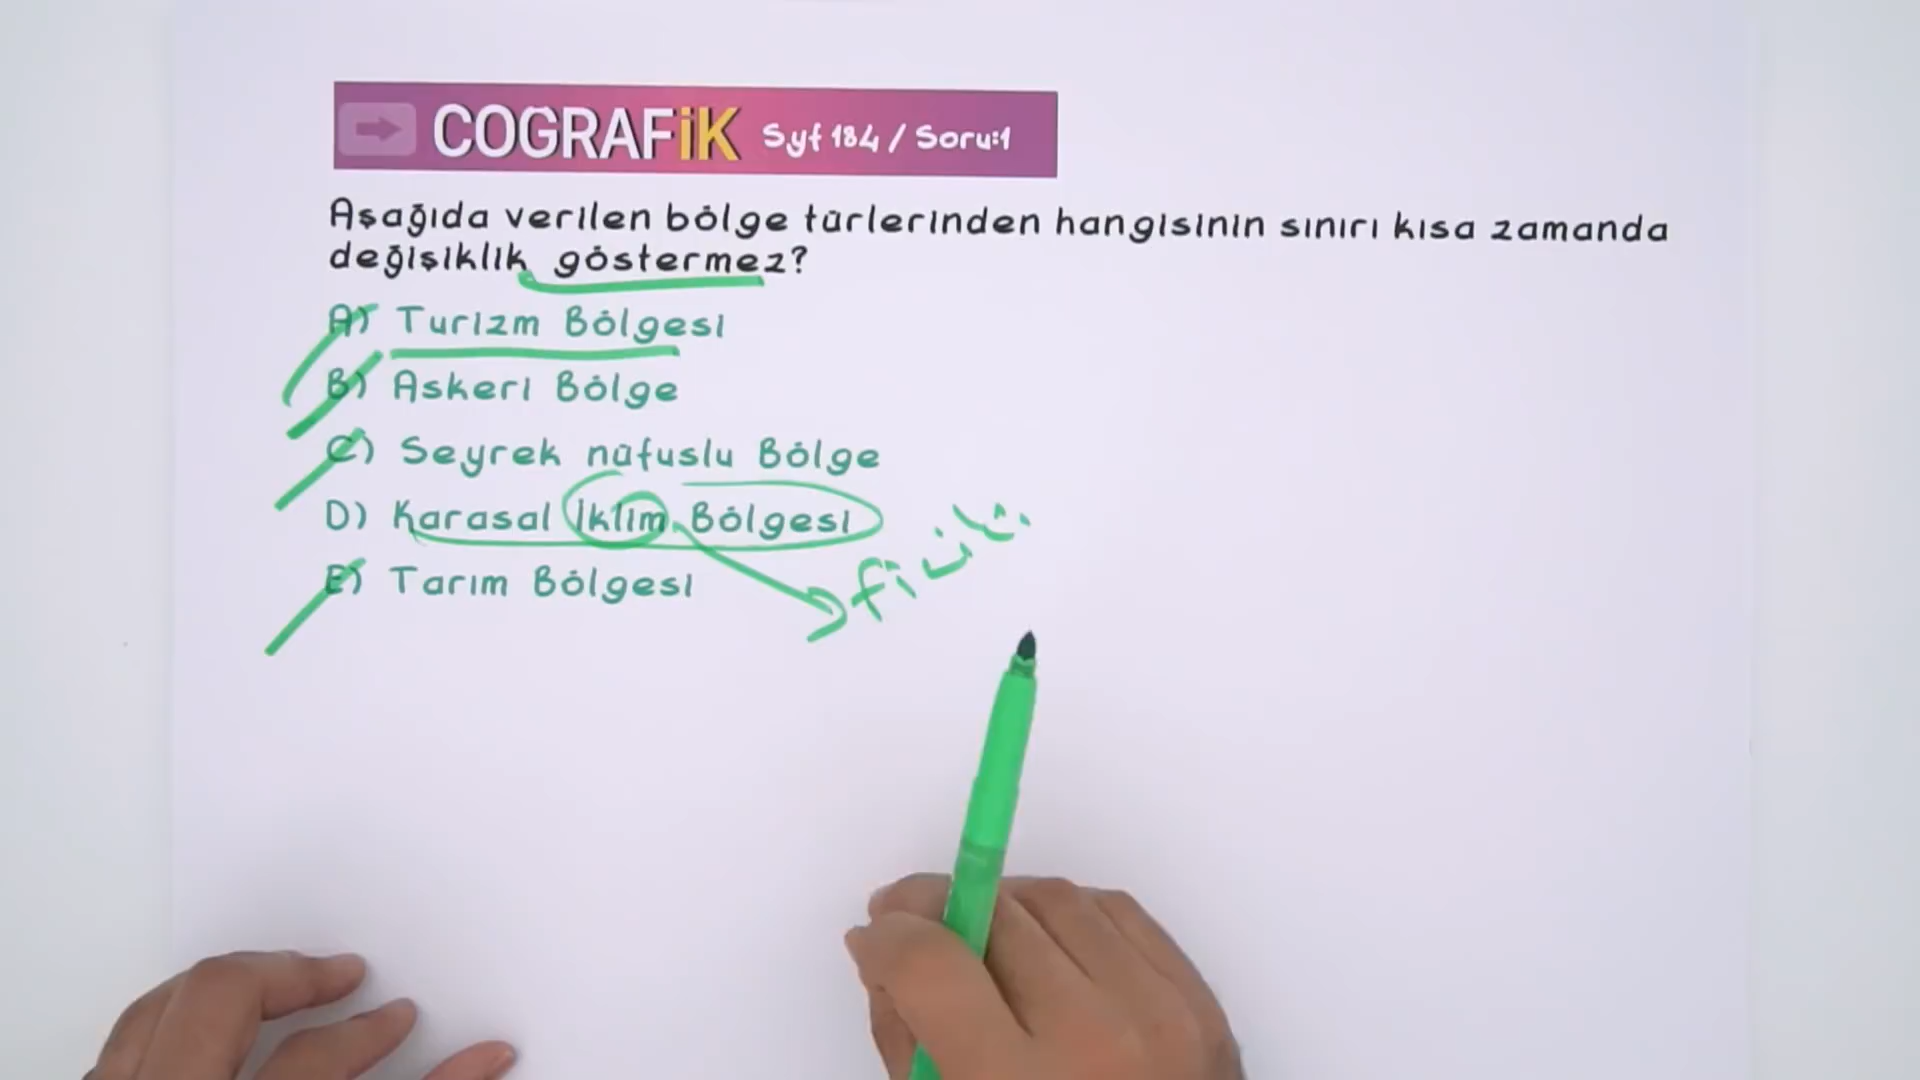 COĞRAFiK Syf 184 / Soru:1
Aşağıda verilen bölge türlerinden hangisinin sınırı kısa zamanda
değişiklik göstermez?
A) Turizm Bölgesi
B) Askeri Bölge
C) Seyrek nüfuslu Bölge
D) Karasal İklim Bölgesi
E) Tarım Bölgesi